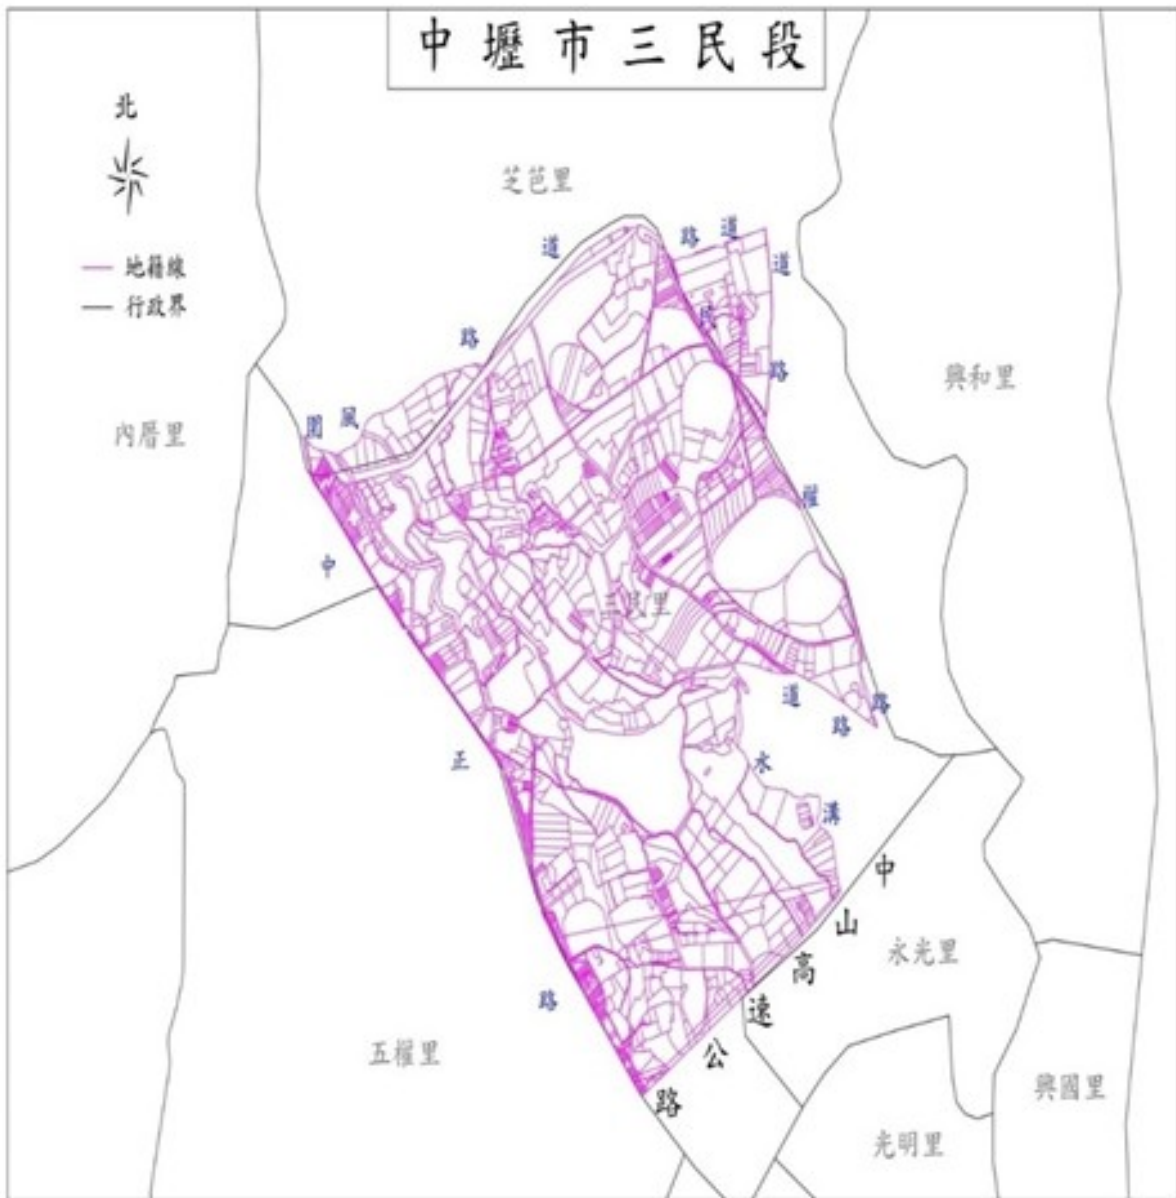 中壢市三民段
北
地籍線
行政界
芝芭里
道路
道路
道路
民權路
風
興和里
內厝里
三民里
中正路
道路
水溝
中山高速公路
永光里
五權里
興國里
光明里